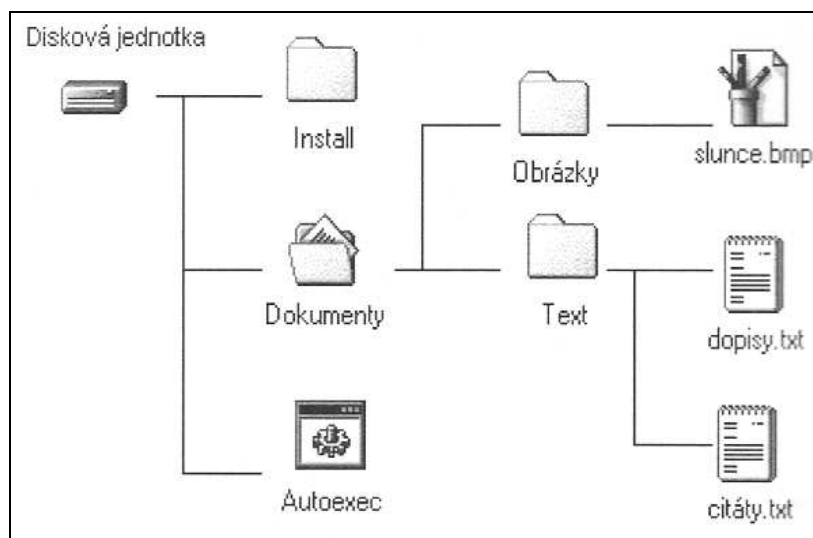 Disková jednotka
Install
Obrázky
slunce.bmp
Dokumenty
Text
dopisy.txt
Autoexec
citáty.txt